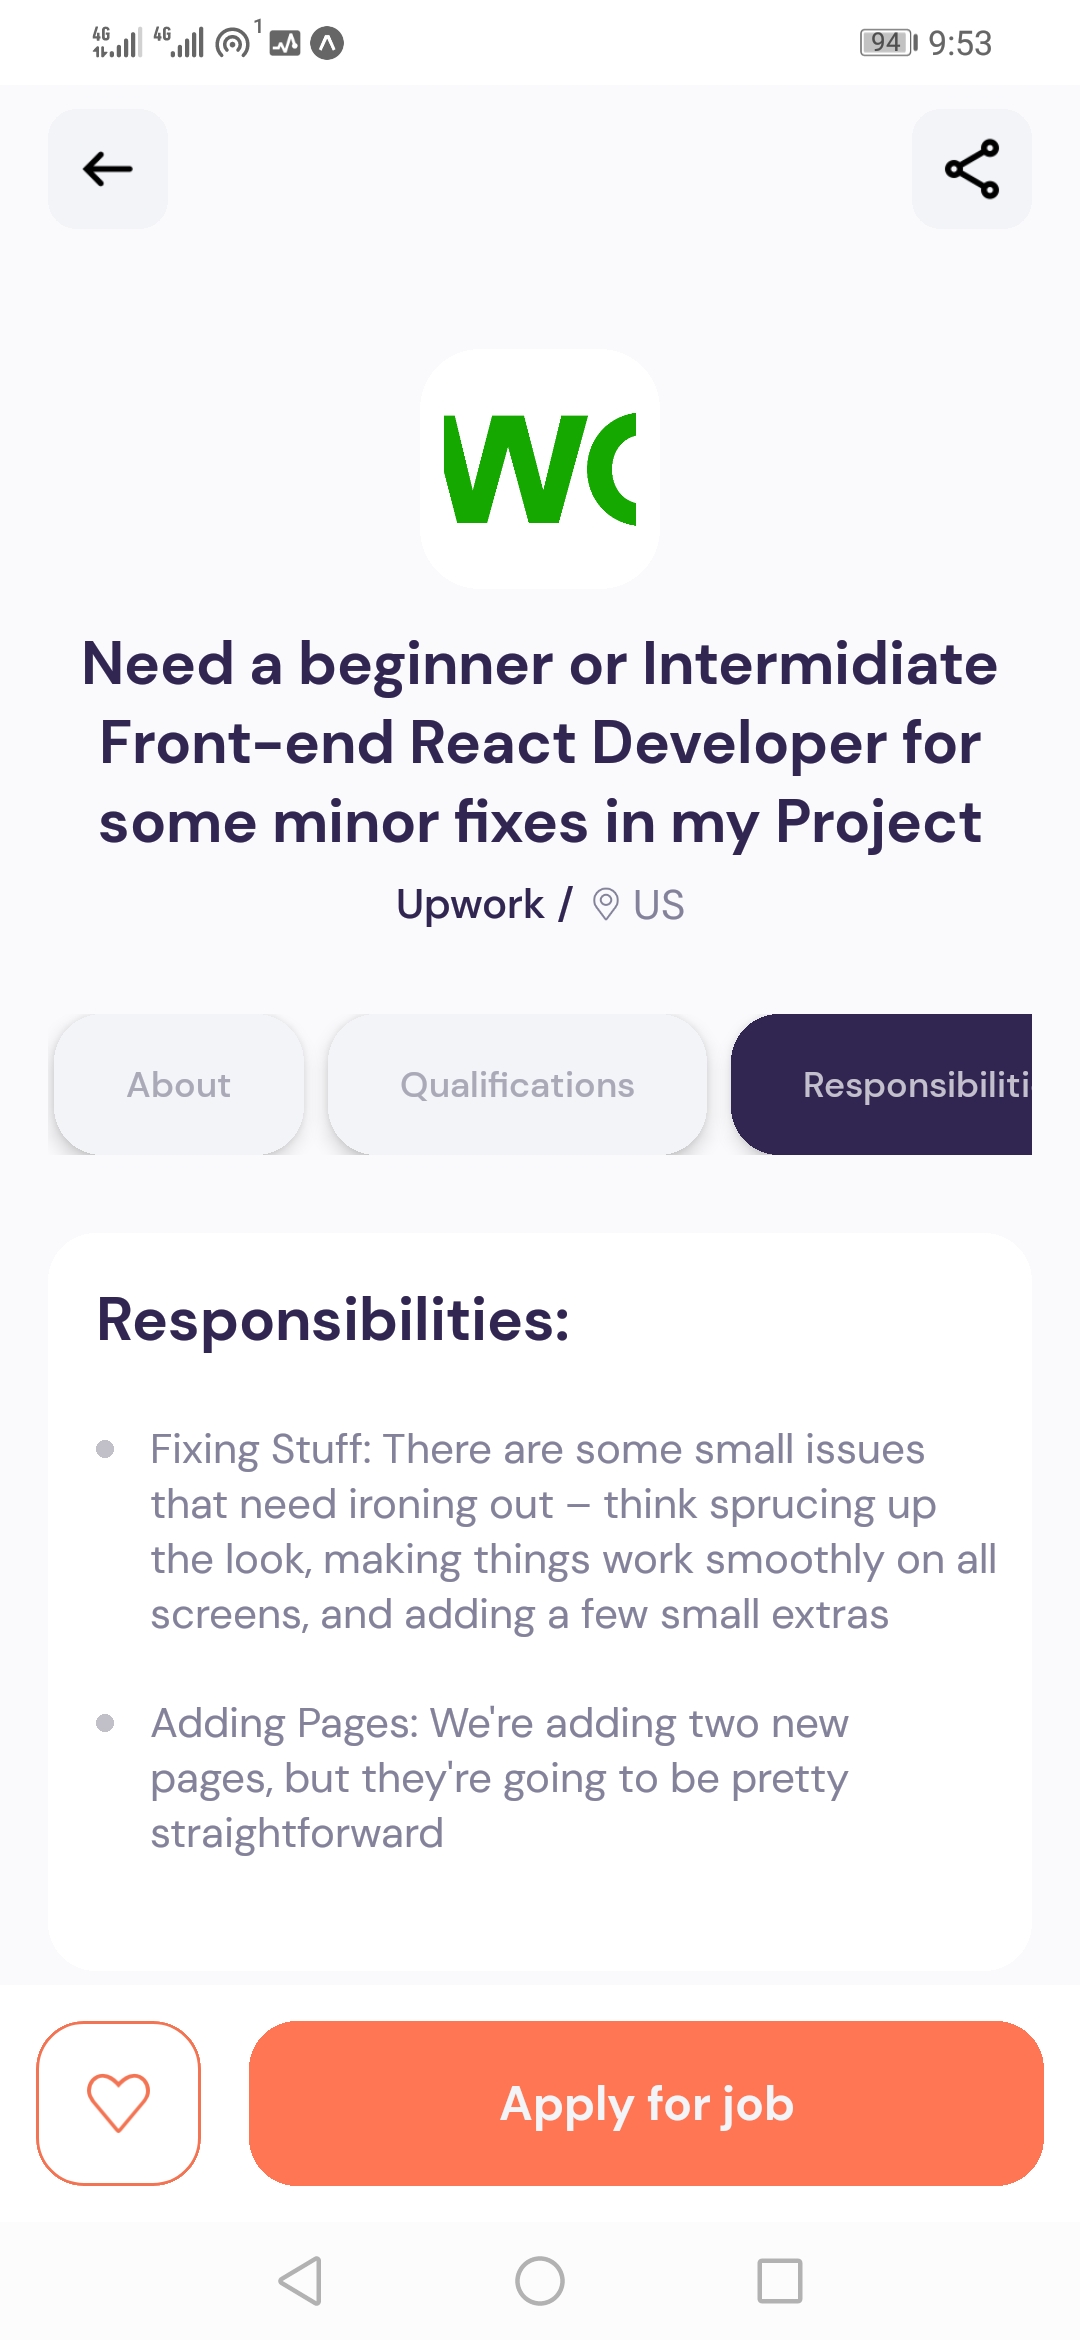 4G 4G 1 94 9:53
WO
Need a beginner or Intermidiate
Front-end React Developer for
some minor fixes in my Project
Upwork / US
About Qualifications Responsibiliti
Responsibilities:
Fixing Stuff: There are some small issues
that need ironing out – think sprucing up
the look, making things work smoothly on all
screens, and adding a few small extras
Adding Pages: We're adding two new
pages, but they're going to be pretty
straightforward
Apply for job